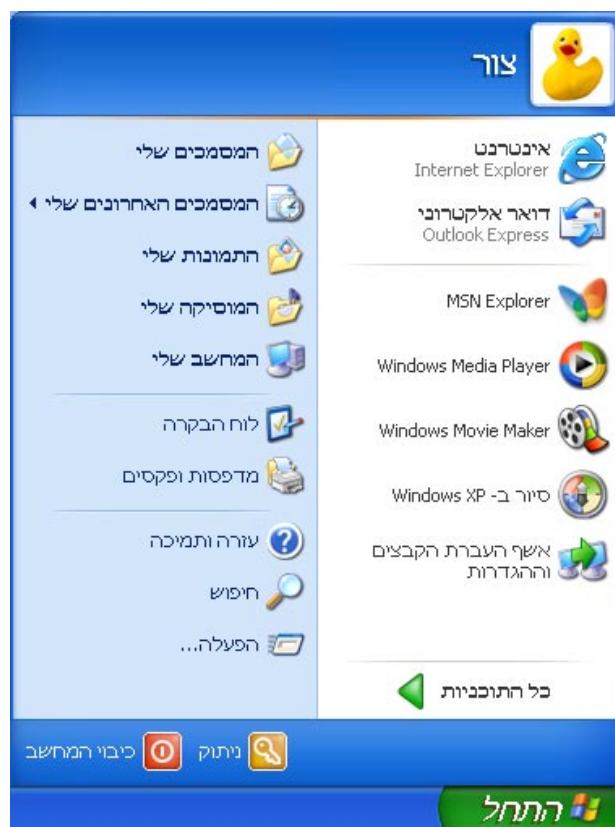 צור
אינטרנט
Internet Explorer
דואר אלקטרוני
Outlook Express
MSN Explorer
Windows Media Player
Windows Movie Maker
סיור ב- Windows XP
אשף העברת הקבצים
וההגדרות
כל התוכניות
המסמכים שלי
המסמכים האחרונים שלי
התמונות שלי
המוסיקה שלי
המחשב שלי
לוח הבקרה
מדפסות ופקסים
עזרה ותמיכה
חיפוש
הפעלה...
ניתוק
כיבוי המחשב
התחל